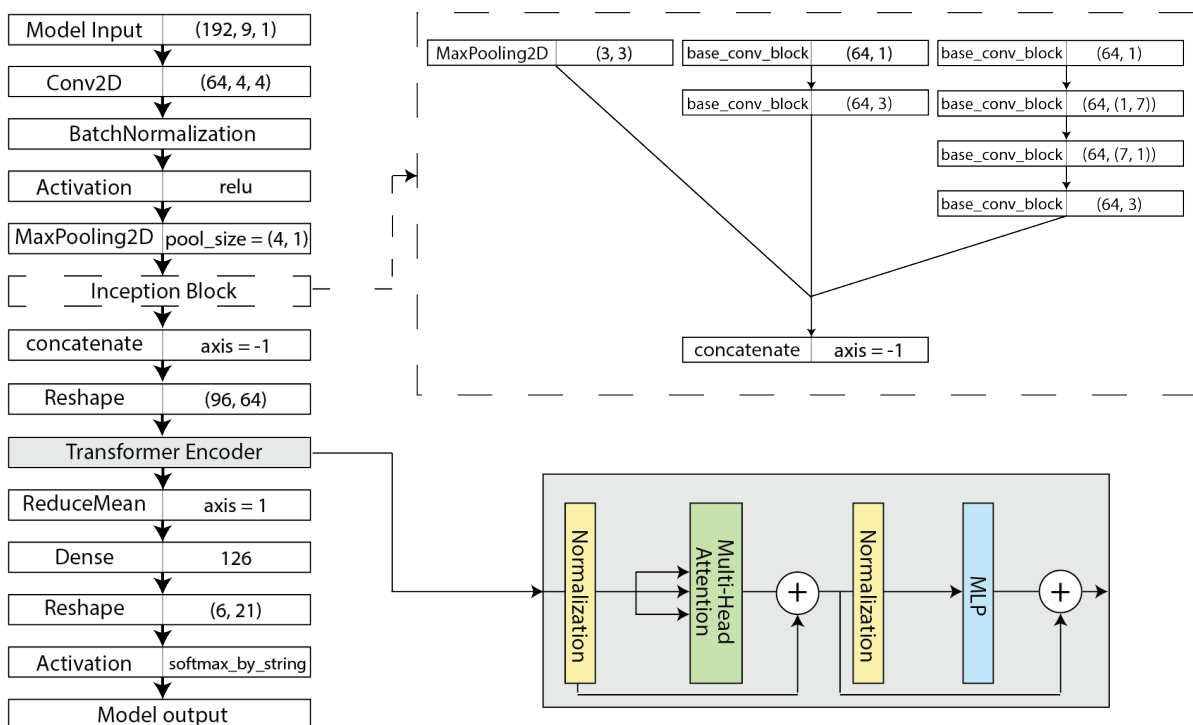 Model Input (192, 9, 1)
Conv2D (64, 4, 4)
BatchNormalization
Activation relu
MaxPooling2D pool_size = (4, 1)
Inception Block
concatenate axis = -1
Reshape (96, 64)
Transformer Encoder
ReduceMean axis = 1
Dense 126
Reshape (6, 21)
Activation softmax_by_string
Model output
MaxPooling2D (3, 3)
base_conv_block (64, 1)
base_conv_block (64, 3)
base_conv_block (64, 1)
base_conv_block (64, (1, 7))
base_conv_block (64, (7, 1))
base_conv_block (64, 3)
concatenate axis = -1
Normalization
Multi-Head
Attention
+
Normalization
MLP
+